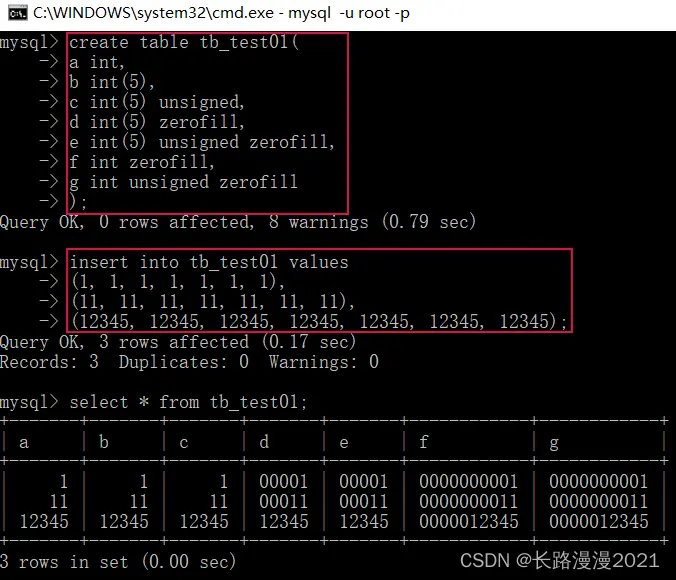 C:\WINDOWS\system32\cmd.exe - mysql -u root -p
mysql> create table tb_test01(
-> a int,
-> b int(5),
-> c int(5) unsigned,
-> d int(5) zerofill,
-> e int(5) unsigned zerofill,
-> f int zerofill,
-> g int unsigned zerofill
-> );
Query OK, 0 rows affected, 8 warnings (0.79 sec)
mysql> insert into tb_test01 values
-> (1, 1, 1, 1, 1, 1, 1),
-> (11, 11, 11, 11, 11, 11, 11),
-> (12345, 12345, 12345, 12345, 12345, 12345, 12345);
Query OK, 3 rows affected (0.17 sec)
Records: 3  Duplicates: 0  Warnings: 0
mysql> select * from tb_test01;
+-------+-------+-------+-------+-------+------------+------------+
| a | b | c | d | e | f | g |
+-------+-------+-------+-------+-------+------------+------------+
| 1 | 1 | 1 | 00001 | 00001 | 0000000001 | 0000000001 |
| 11 | 11 | 11 | 00011 | 00011 | 0000000011 | 0000000011 |
| 12345 | 12345 | 12345 | 12345 | 12345 | 0000012345 | 0000012345 |
+-------+-------+-------+-------+-------+------------+------------+
3 rows in set (0.00 sec)
CSDN @长路漫漫2021